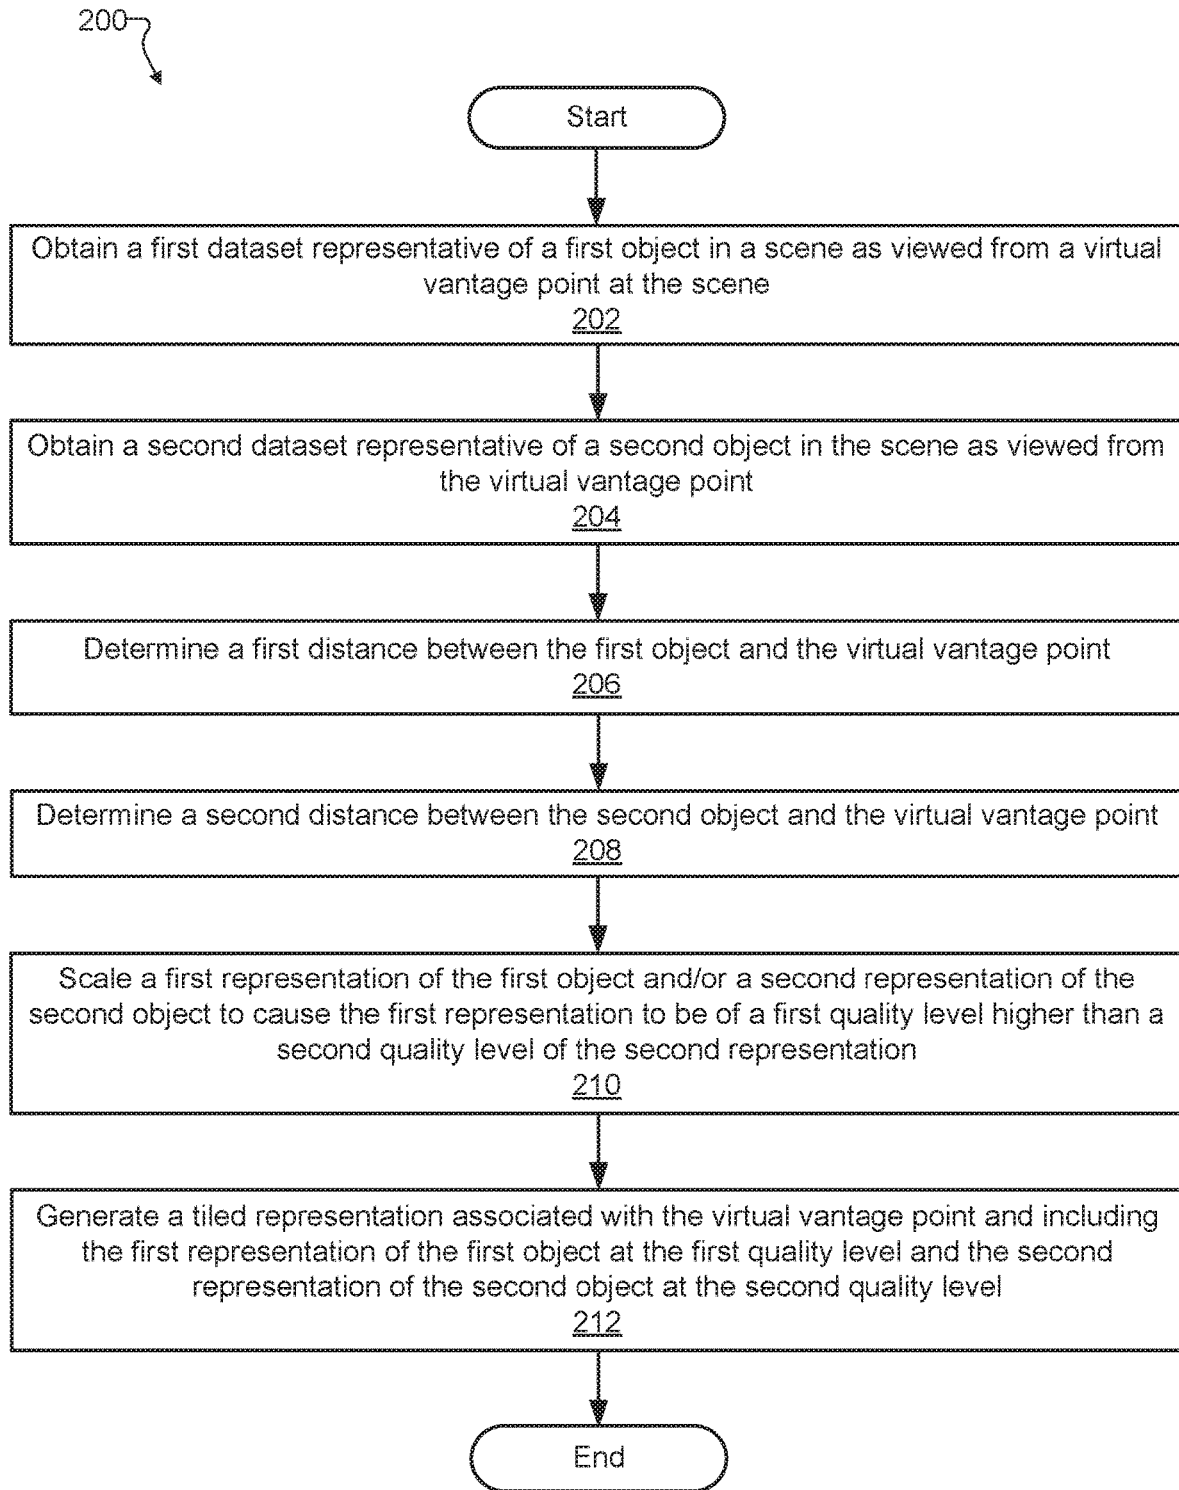 200
Start
Obtain a first dataset representative of a first object in a scene as viewed from a virtual
vantage point at the scene
202
Obtain a second dataset representative of a second object in the scene as viewed from
the virtual vantage point
204
Determine a first distance between the first object and the virtual vantage point
206
Determine a second distance between the second object and the virtual vantage point
208
Scale a first representation of the first object and/or a second representation of the
second object to cause the first representation to be of a first quality level higher than a
second quality level of the second representation
210
Generate a tiled representation associated with the virtual vantage point and including
the first representation of the first object at the first quality level and the second
representation of the second object at the second quality level
212
End